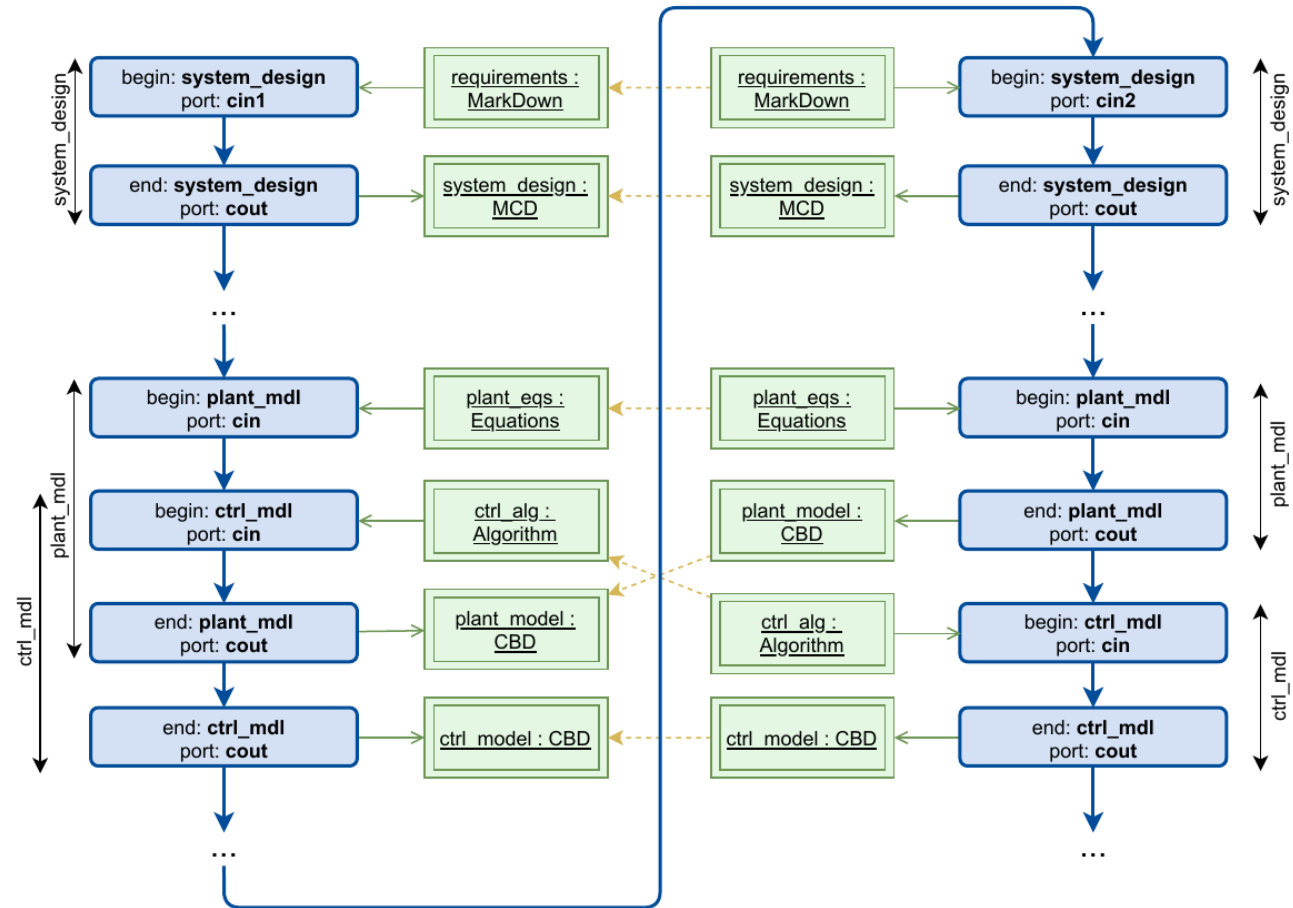 system_design
begin: system_design
port: cin1
requirements :
MarkDown
requirements :
MarkDown
begin: system_design
port: cin2
system_design
end: system_design
port: cout
system_design :
MCD
system_design :
MCD
end: system_design
port: cout
...
...
plant_mdl
begin: plant_mdl
port: cin
plant_eqs :
Equations
plant_eqs :
Equations
begin: plant_mdl
port: cin
plant_mdl
ctrl_mdl
begin: ctrl_mdl
port: cin
ctrl_alg :
Algorithm
plant_model :
CBD
end: plant_mdl
port: cout
end: plant_mdl
port: cout
plant_model :
CBD
ctrl_alg :
Algorithm
begin: ctrl_mdl
port: cin
ctrl_mdl
end: ctrl_mdl
port: cout
ctrl_model : CBD
ctrl_model : CBD
end: ctrl_mdl
port: cout
...
...